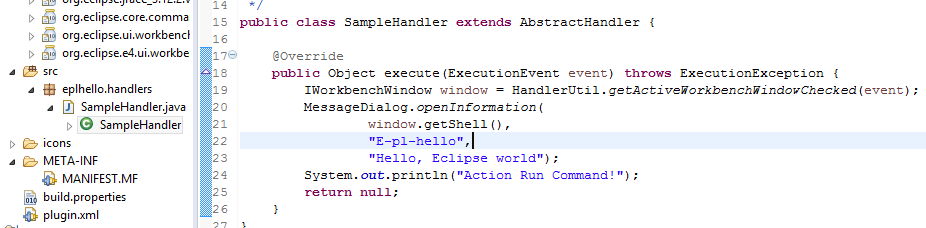 org.eclipse.core.comma
org.eclipse.ui.workbench
org.eclipse.e4.ui.workbe
src
eplhello.handlers
SampleHandler.java
SampleHandler
icons
META-INF
MANIFEST.MF
build.properties
plugin.xml
14 */
15 public class SampleHandler extends AbstractHandler {
16
17 @Override
18 public Object execute(ExecutionEvent event) throws ExecutionException {
19 IWorkbenchWindow window = HandlerUtil.getActiveWorkbenchWindowChecked(event);
20 MessageDialog.openInformation(
21 window.getShell(),
22 "E-pl-hello",
23 "Hello, Eclipse world");
24 System.out.println("Action Run Command!");
25 return null;
26 }
27 }